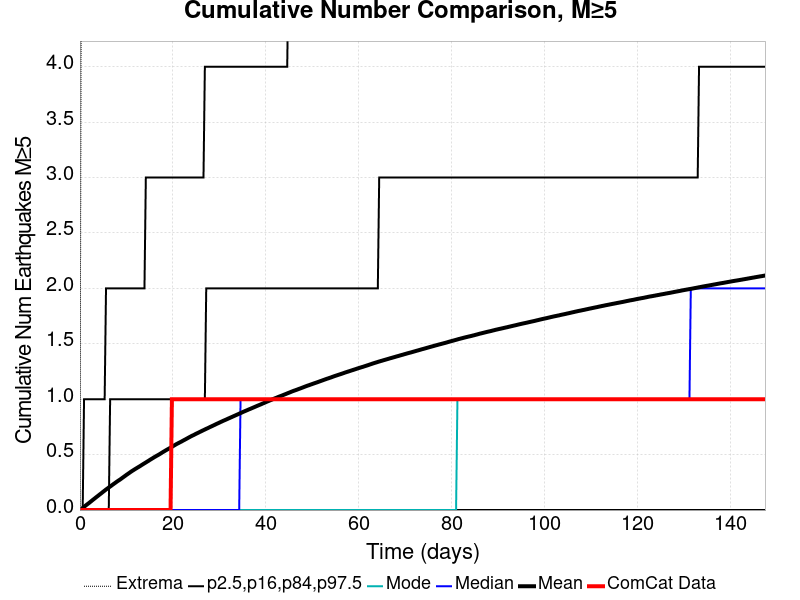 Cumulative Number Comparison, M≥5
Cumulative Num Earthquakes M≥5
4.0
3.5
3.0
2.5
2.0
1.5
1.0
0.5
0.0
0 20 40 60 80 100 120 140
Time (days)
Extrema p2.5,p16,p84,p97.5 Mode Median Mean ComCat Data